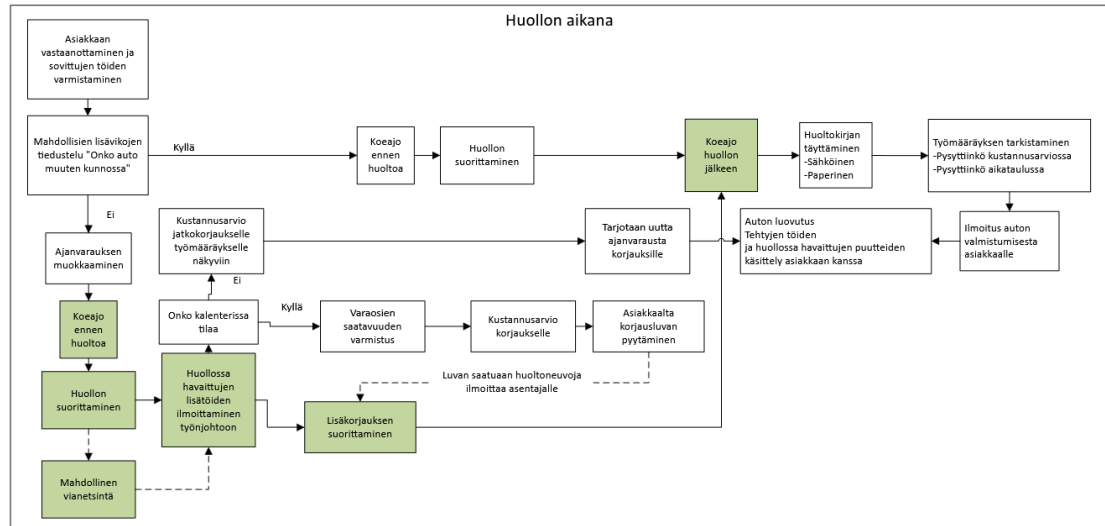 Huollon aikana
Asiakkaan
vastaanottaminen ja
sovittujen töiden
varmistaminen
Mahdollisien lisävikojen
tiedustelu "Onko auto
muuten kunnossa"
Kyllä
Koeajo
ennen
huoltoa
Huollon
suorittaminen
Koeajo
huollon
jälkeen
Huoltokirjan
täyttäminen
-Sähköinen
-Paperinen
Työmääräyksen tarkistaminen
-Pysyttiinkö kustannusarviossa
-Pysyttiinkö aikataulussa
Ei
Ajanvarauksen
muokkaaminen
Kustannusarvio
jatkokorjaukselle
työmääräykselle
näkyviin
Tarjotaan uutta
ajanvarausta
korjauksille
Auton luovutus
Tehtyjen töiden
ja huollossa havaittujen puutteiden
käsittely asiakkaan kanssa
Ilmoitus auton
valmistumisesta
asiakkaalle
Ei
Koeajo
ennen
huoltoa
Onko kalenterissa
tilaa
Kyllä
Varaosien
saatavuuden
varmistus
Kustannusarvio
korjaukselle
Asiakkaalta
korjausluvan
pyytäminen
Luvan saatuaan huoltoneuvoja
ilmoittaa asentajalle
Huollon
suorittaminen
Huollossa
havaittujen
lisätöiden
ilmoittaminen
työnjohtoon
Lisäkorjauksen
suorittaminen
Mahdollinen
vianetsintä